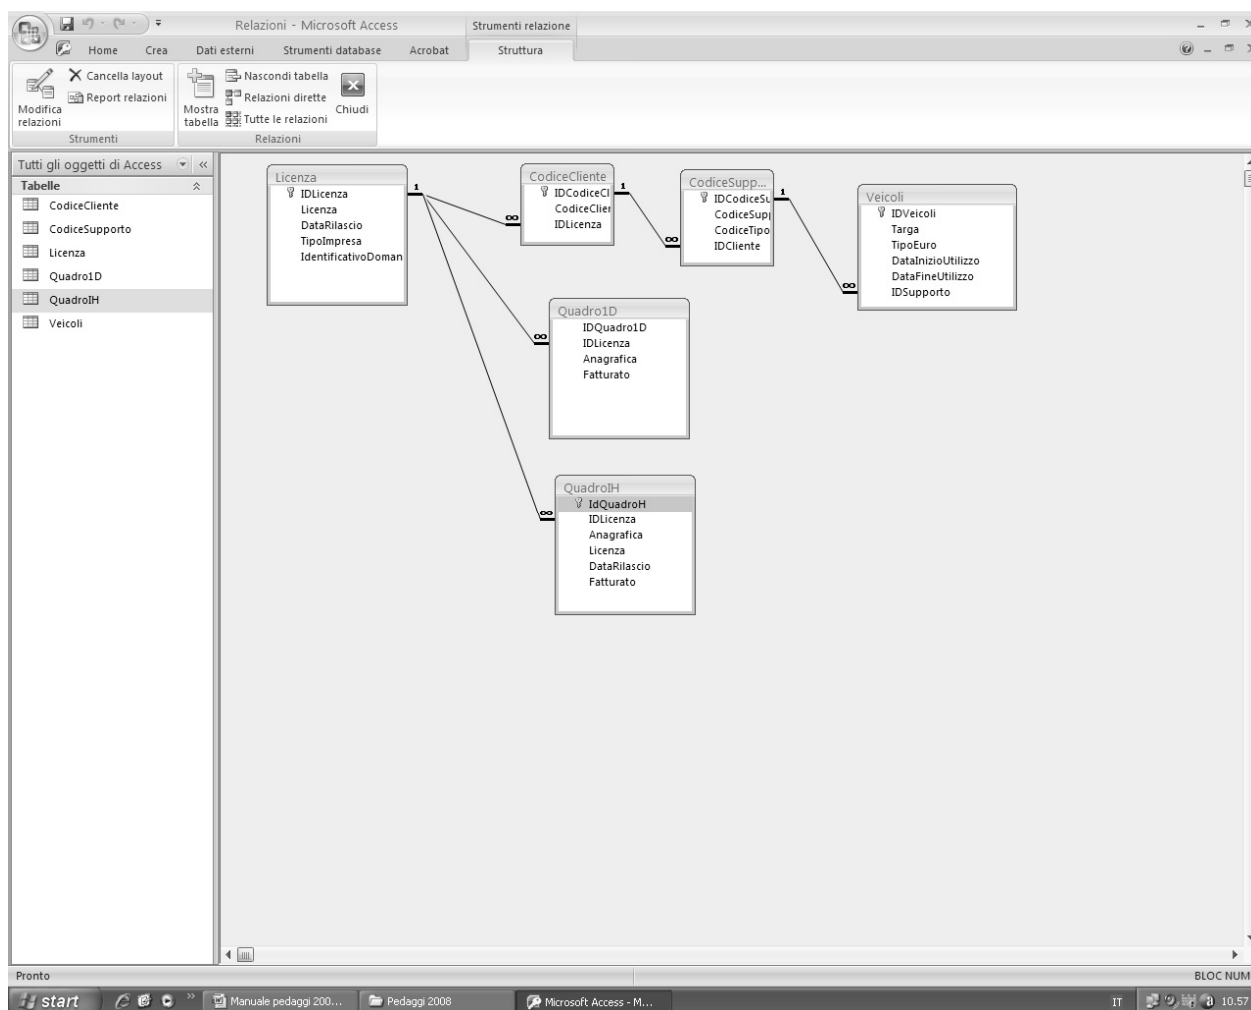 Relazioni - Microsoft Access
Strumenti relazione
Home Crea Dati esterni Strumenti database Acrobat Struttura
Modifica relazioni
Cancella layout
Report relazioni
Strumenti
Mostra tabella
Nascondi tabella
Relazioni dirette
Tutte le relazioni
Chiudi
Relazioni
Tutti gli oggetti di Access
Tabelle
CodiceCliente
CodiceSupporto
Licenza
Quadro1D
QuadroIH
Veicoli
Licenza
IDLicenza
Licenza
DataRilascio
TipoImpresa
IdentificativoDoman
1
∞
CodiceCliente
IDCodiceCl
CodiceClier
IDLicenza
1
∞
CodiceSupp...
IDCodiceSu
CodiceSupp
CodiceTipo
IDCliente
1
∞
Veicoli
IDVeicoli
Targa
TipoEuro
DataInizioUtilizzo
DataFineUtilizzo
IDSupporto
∞
Quadro1D
IDQuadro1D
IDLicenza
Anagrafica
Fatturato
∞
QuadroIH
IdQuadroH
IDLicenza
Anagrafica
Licenza
DataRilascio
Fatturato
Pronto
BLOC NUM
start
Manuale pedaggi 200...
Pedaggi 2008
Microsoft Access - M...
IT
10.57